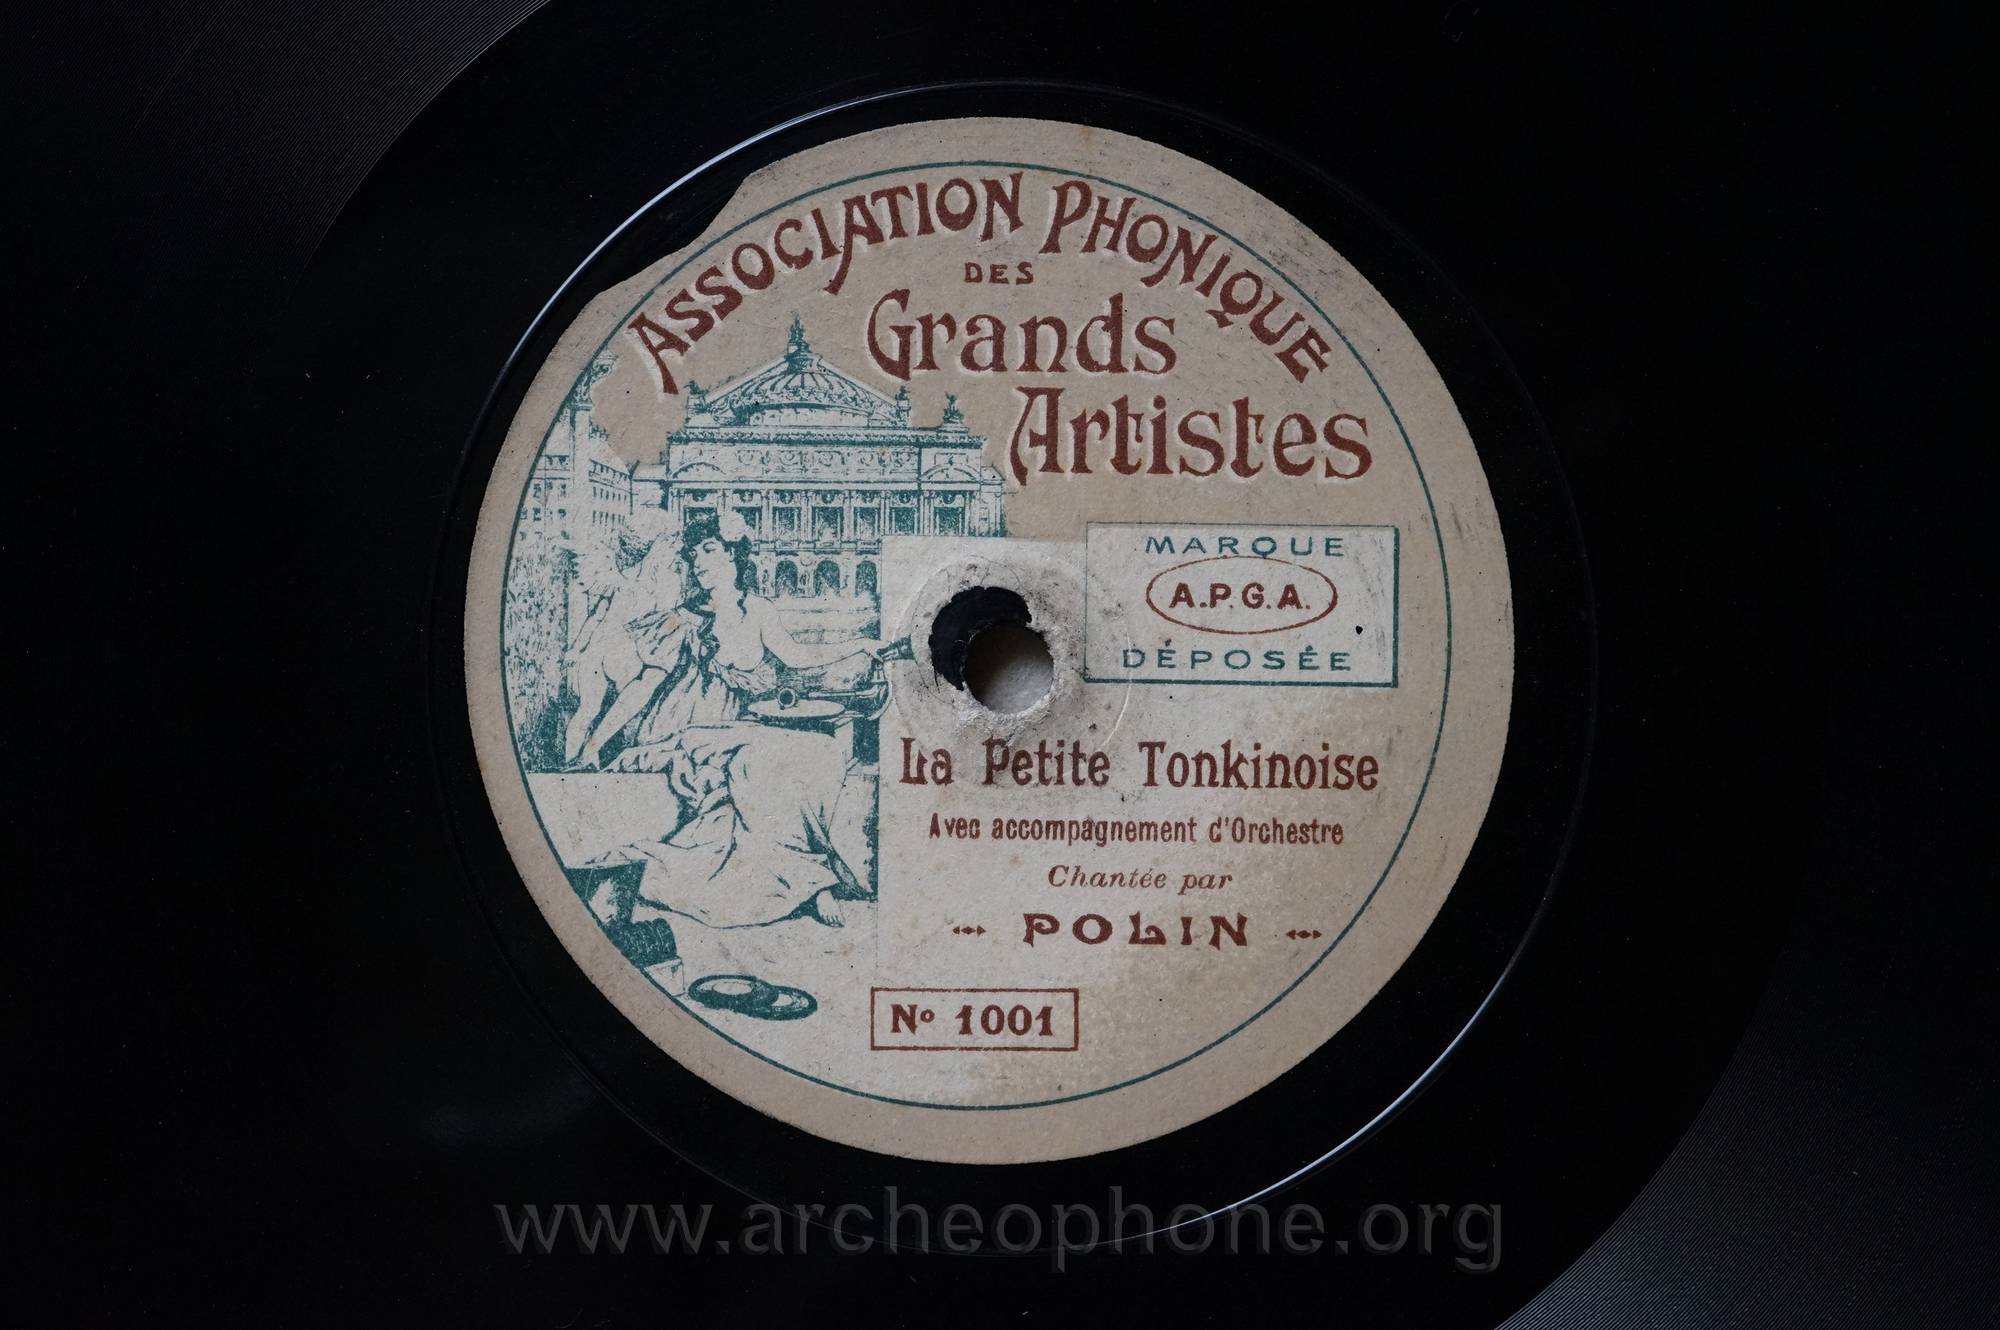 ASSOCIATION PHONIQUE
DES
Grands
Artistes
MARQUE
A.P.G.A.
DÉPOSÉE
La Petite Tonkinoise
Avec accompagnement d'Orchestre
Chantée par
POLIN
Nº 1001
www.archeophone.org